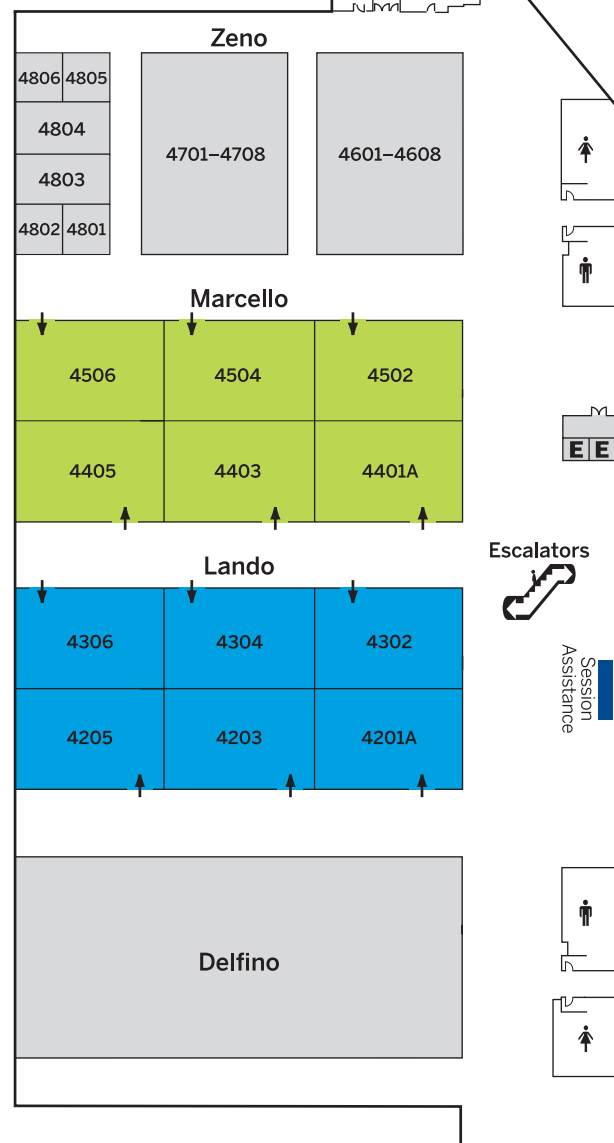 Zeno
4806 4805
4804
4803
4802 4801
4701–4708
4601–4608
Marcello
4506
4504
4502
4405
4403
4401A
E E
Lando
Escalators
4306
4304
4302
Session
Assistance
4205
4203
4201A
Delfino